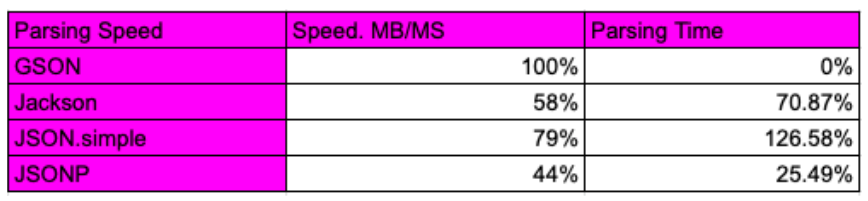 Parsing Speed Speed. MB/MS Parsing Time
GSON 100% 0%
Jackson 58% 70.87%
JSON.simple 79% 126.58%
JSONP 44% 25.49%